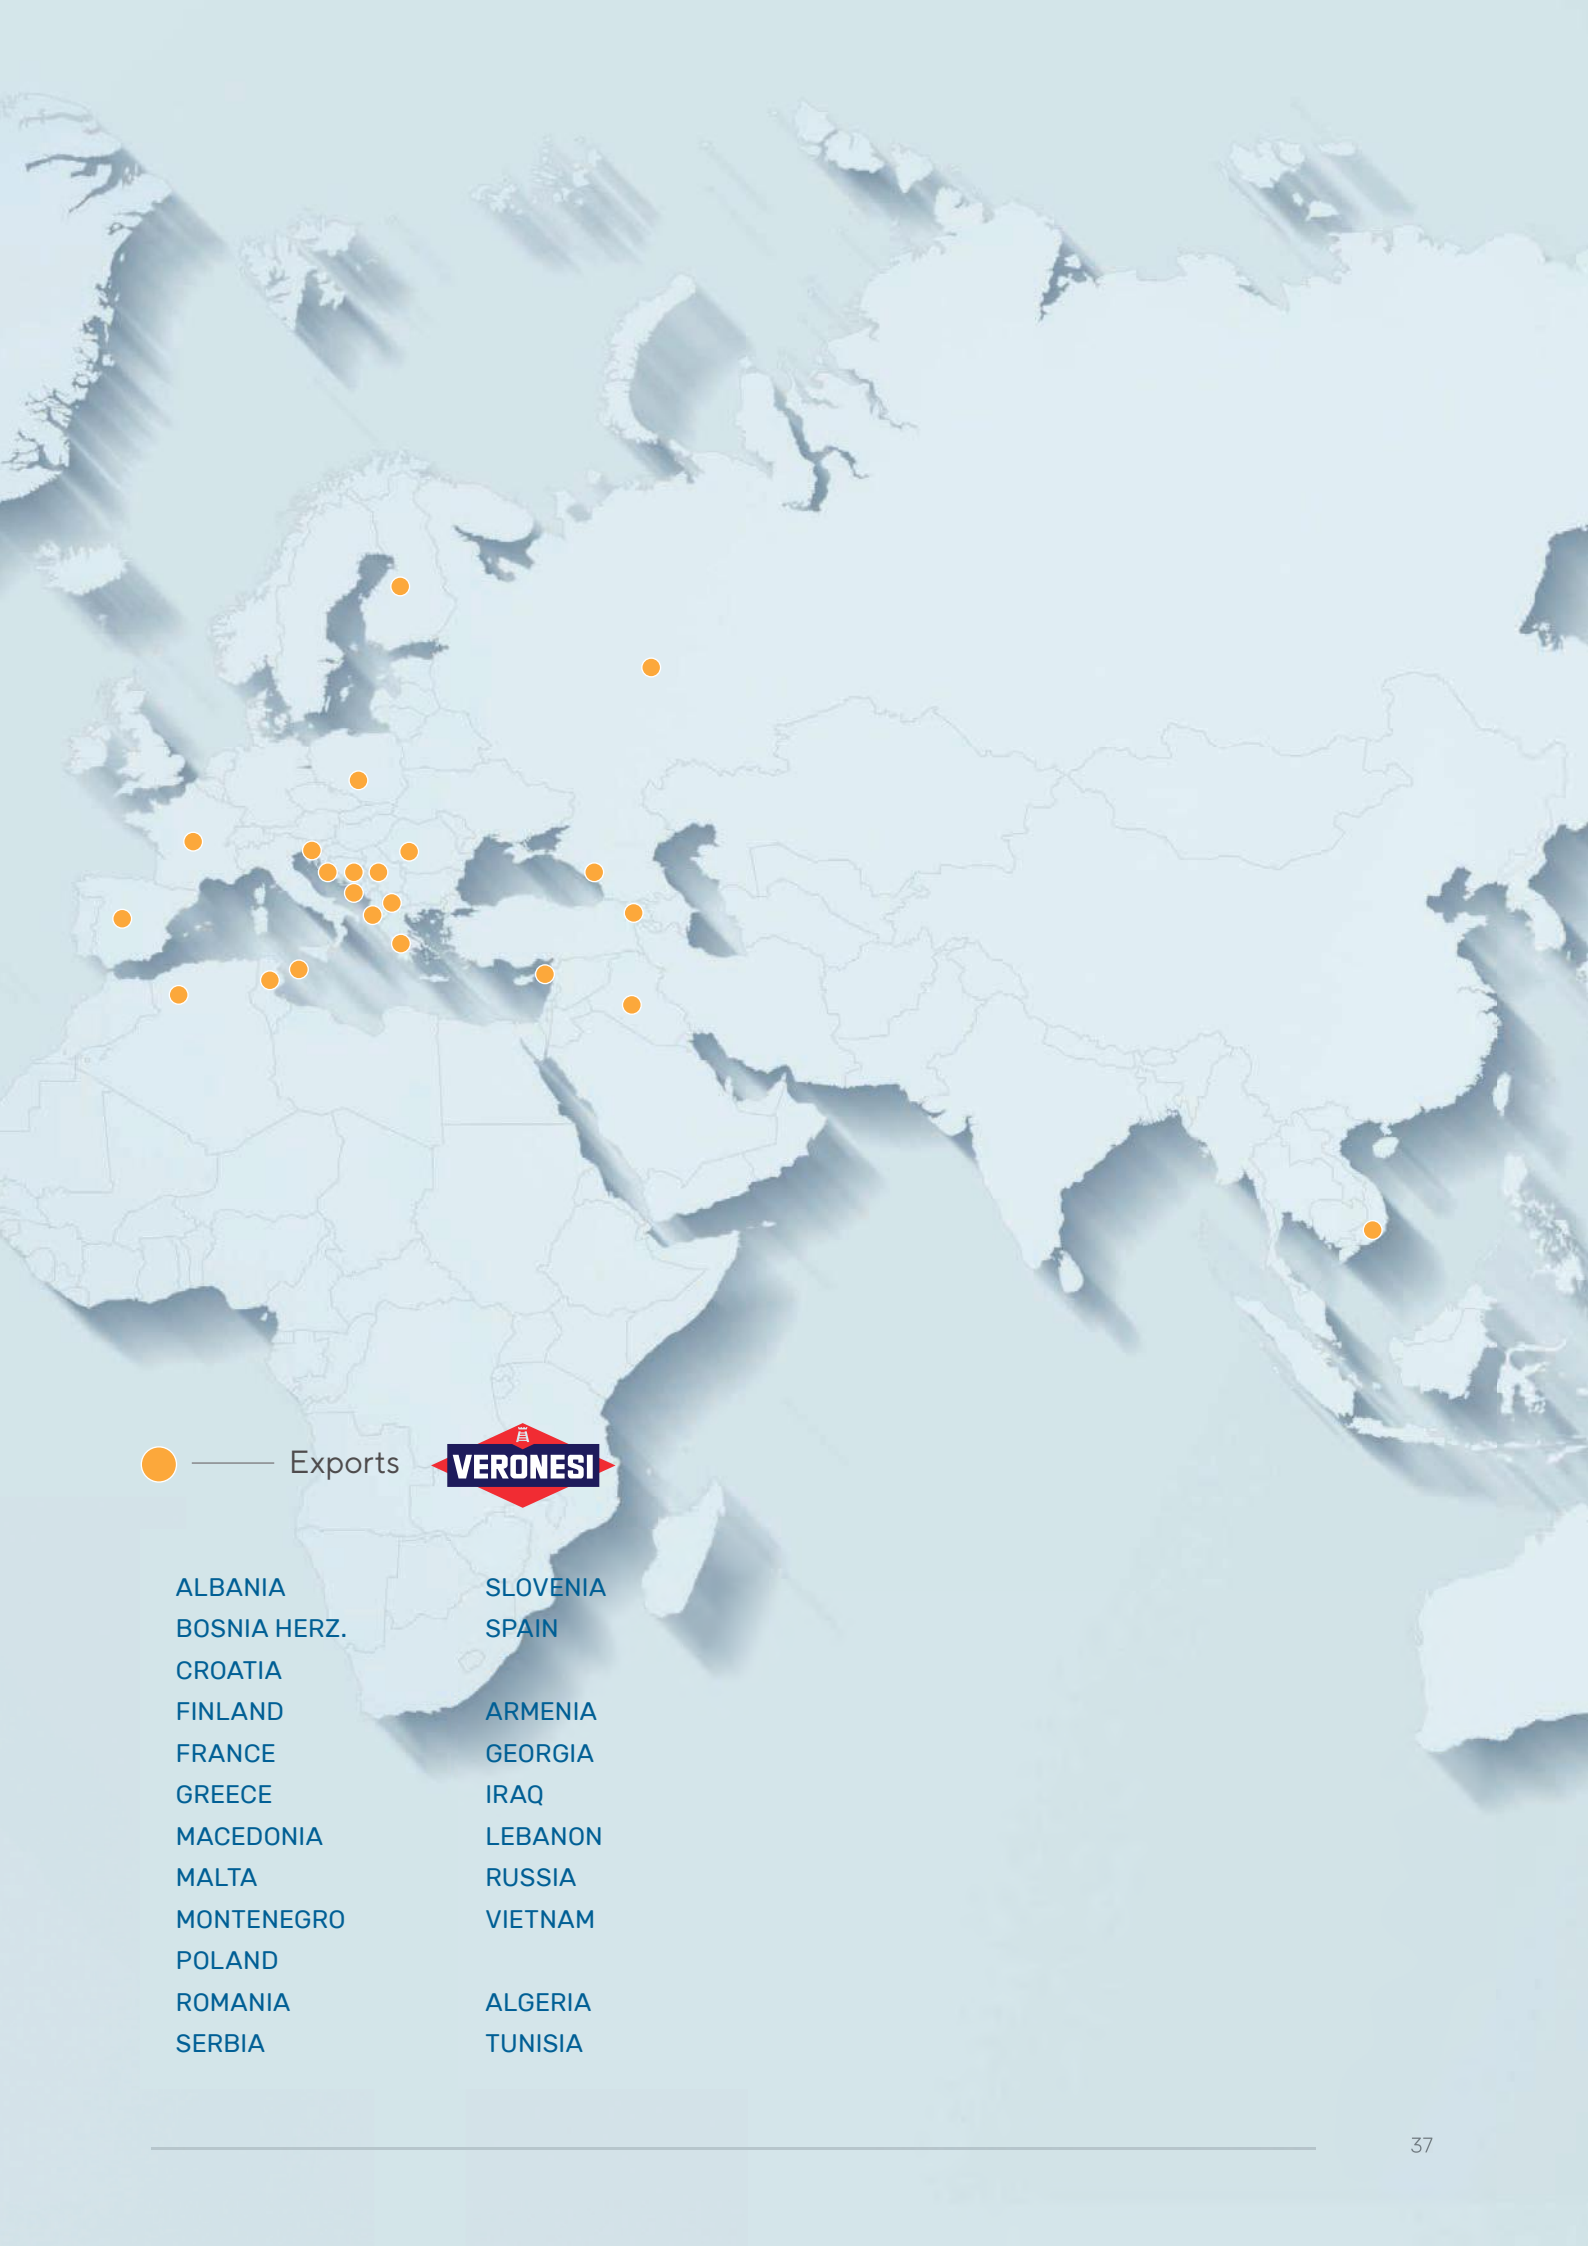 Exports
VERONESI
ALBANIA
BOSNIA HERZ.
CROATIA
FINLAND
FRANCE
GREECE
MACEDONIA
MALTA
MONTENEGRO
POLAND
ROMANIA
SERBIA
SLOVENIA
SPAIN
ARMENIA
GEORGIA
IRAQ
LEBANON
RUSSIA
VIETNAM
ALGERIA
TUNISIA
37